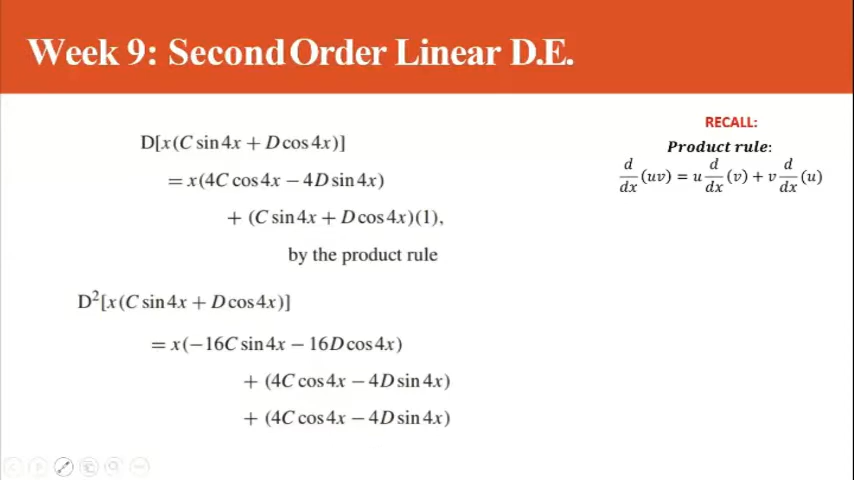 Week 9: Second Order Linear D.E.
D[x(C sin 4x + D cos 4x)]
= x(4C cos 4x − 4D sin 4x)
+ (C sin 4x + D cos 4x)(1),
by the product rule
D²[x(C sin 4x + D cos 4x)]
= x(−16C sin 4x − 16D cos 4x)
+ (4C cos 4x − 4D sin 4x)
+ (4C cos 4x − 4D sin 4x)
RECALL:
Product rule:
d/dx (uv) = u d/dx (v) + v d/dx (u)